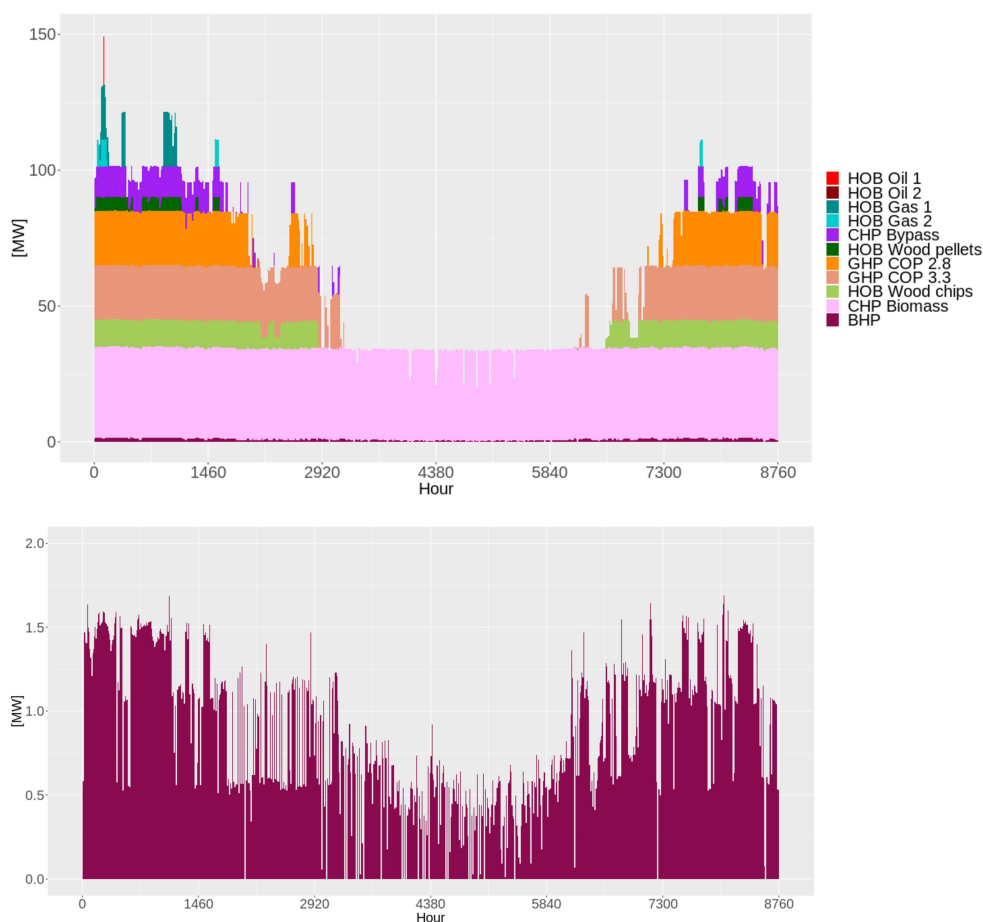 150
100
[MW]
50
0
0 1460 2920 4380 5840 7300 8760
Hour
HOB Oil 1
HOB Oil 2
HOB Gas 1
HOB Gas 2
CHP Bypass
HOB Wood pellets
GHP COP 2.8
GHP COP 3.3
HOB Wood chips
CHP Biomass
BHP
2.0
1.5
[MW]
1.0
0.5
0.0
0 1460 2920 4380 5840 7300 8760
Hour